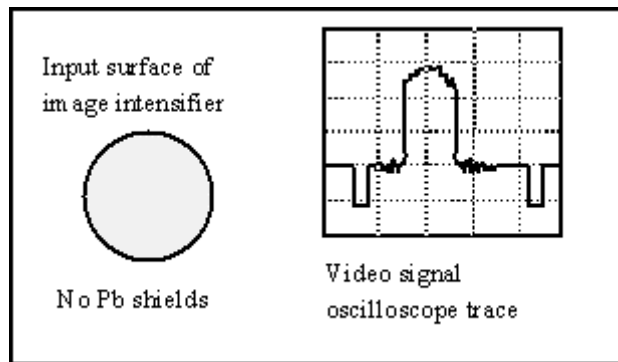 Input surface of
image intensifier
No Pb shields
Video signal
oscilloscope trace